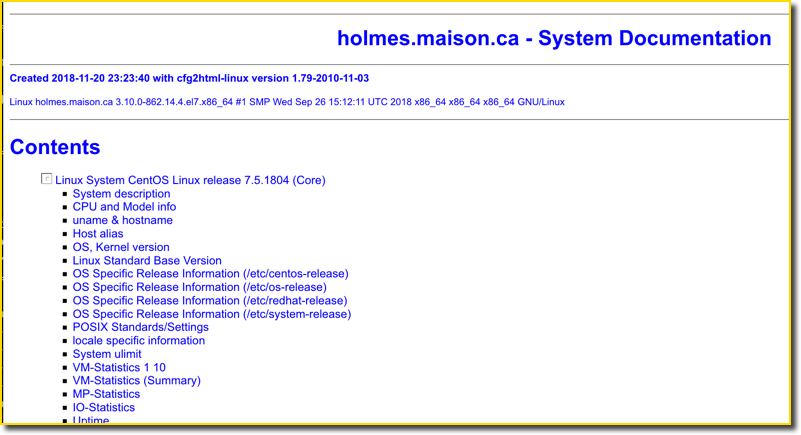 holmes.maison.ca - System Documentation
Created 2018-11-20 23:23:40 with cfg2html-linux version 1.79-2010-11-03
Linux holmes.maison.ca 3.10.0-862.14.4.el7.x86_64 #1 SMP Wed Sep 26 15:12:11 UTC 2018 x86_64 x86_64 x86_64 GNU/Linux
Contents
Linux System CentOS Linux release 7.5.1804 (Core)
System description
CPU and Model info
uname & hostname
Host alias
OS, Kernel version
Linux Standard Base Version
OS Specific Release Information (/etc/centos-release)
OS Specific Release Information (/etc/os-release)
OS Specific Release Information (/etc/redhat-release)
OS Specific Release Information (/etc/system-release)
POSIX Standards/Settings
locale specific information
System ulimit
VM-Statistics 1 10
VM-Statistics (Summary)
MP-Statistics
IO-Statistics
Uptime